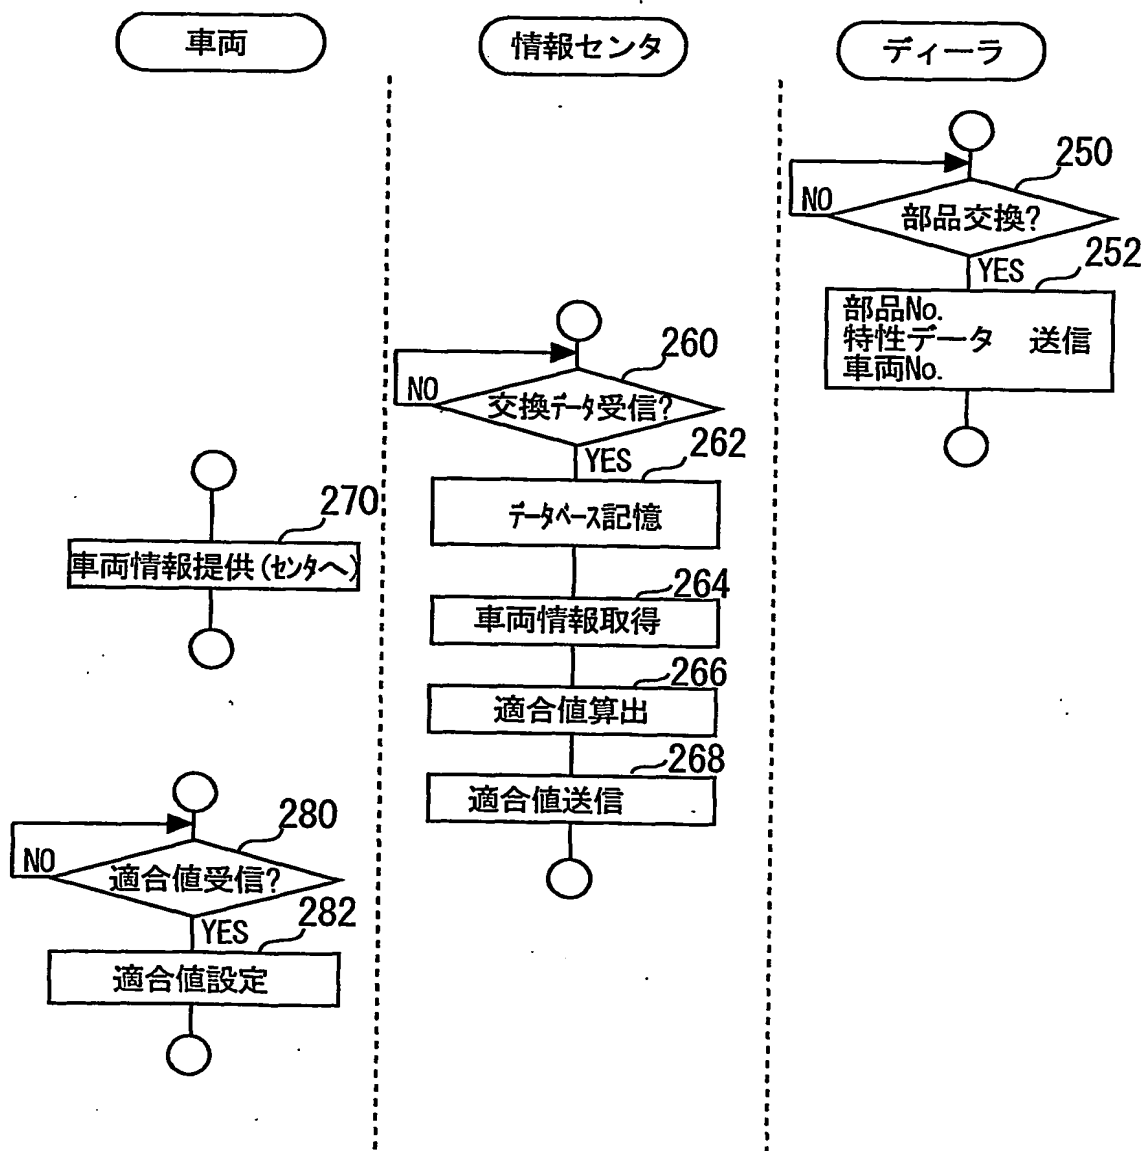 車両
情報センタ
ディーラ
250
NO
部品交換?
252
YES
部品No.
特性データ 送信
車両No.
260
NO
交換データ受信?
262
YES
データベース記憶
264
車両情報取得
266
適合値算出
268
適合値送信
270
車両情報提供(センタへ)
280
NO
適合値受信?
282
YES
適合値設定